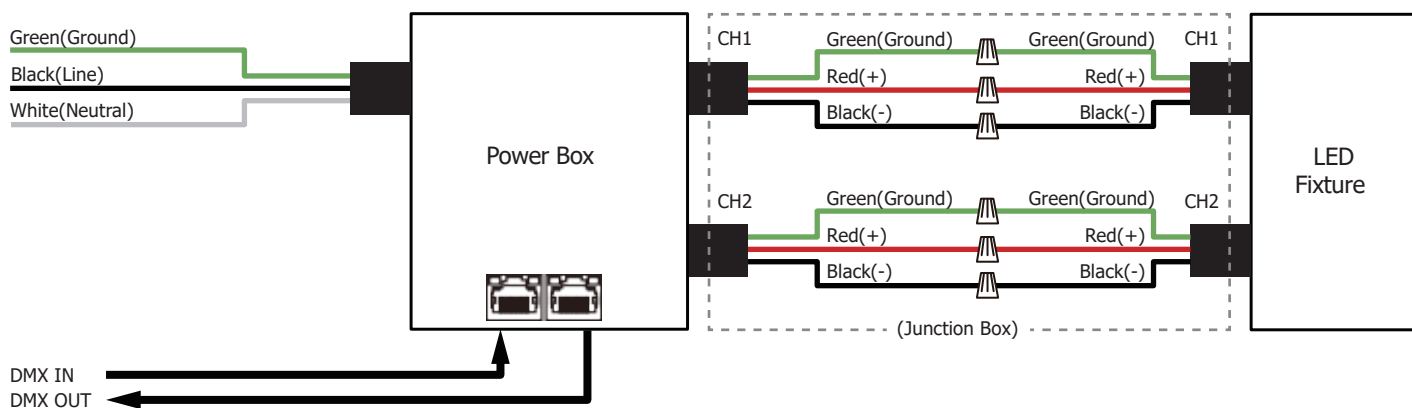 Green(Ground)
Black(Line)
White(Neutral)
Power Box
CH1
Green(Ground)
Green(Ground)
CH1
Red(+)
Red(+)
Black(-)
Black(-)
CH2
Green(Ground)
Green(Ground)
CH2
Red(+)
Red(+)
Black(-)
Black(-)
(Junction Box)
LED
Fixture
DMX IN
DMX OUT